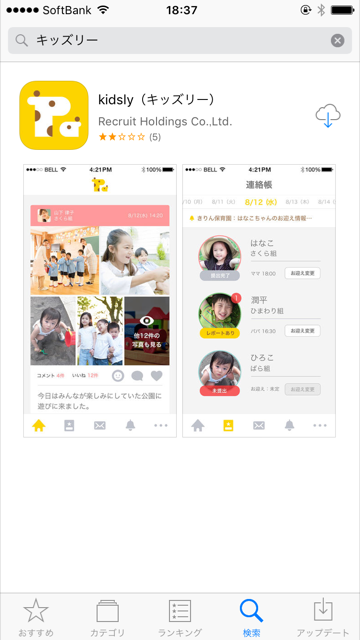 SoftBank 18:37
キッズリー
kidsly（キッズリー）
Recruit Holdings Co.,Ltd.
(5)
BELL 4:21PM 100%
さくら組
8/12(水) 14:20
他12件の
写真も見る
コメント 4件 いいね 12件
今日はみんなが楽しみにしていた公園に
遊びに来ました。
BELL 4:21PM 100%
連絡帳
8/11（火） 8/12（水） 8/13（木） 8/14
きりん保育園：はなこちゃんのお迎え情報…
はなこ
さくら組
ママ 18:00 お迎え変更
潤平
ひまわり組
1
レポートあり
パパ 16:30 お迎え変更
ひろこ
ばら組
未提出
お迎え：未定 お迎え変更
おすすめ
カテゴリ
ランキング
検索
アップデート